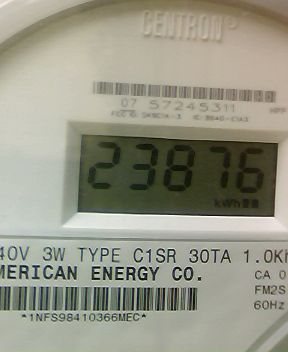 CENTRON
07 57245311
23876
kWh
40V 3W TYPE C1SR 30TA 1.0Kh
MERICAN ENERGY CO.
CA 0
FM2S
60Hz
*1NFS98410366MEC*